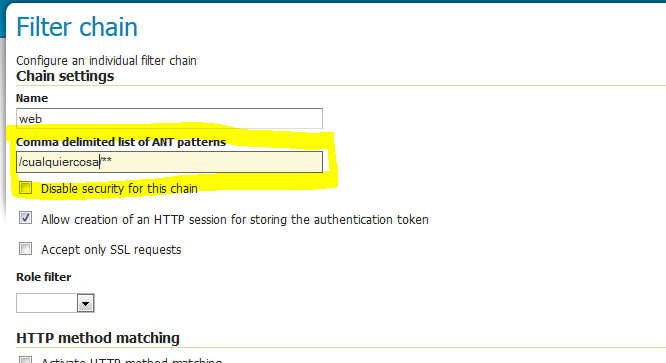 Filter chain
Configure an individual filter chain
Chain settings
Name
web
Comma delimited list of ANT patterns
/cualquiercosa/**
Disable security for this chain
Allow creation of an HTTP session for storing the authentication token
Accept only SSL requests
Role filter
HTTP method matching
Activate HTTP method matching